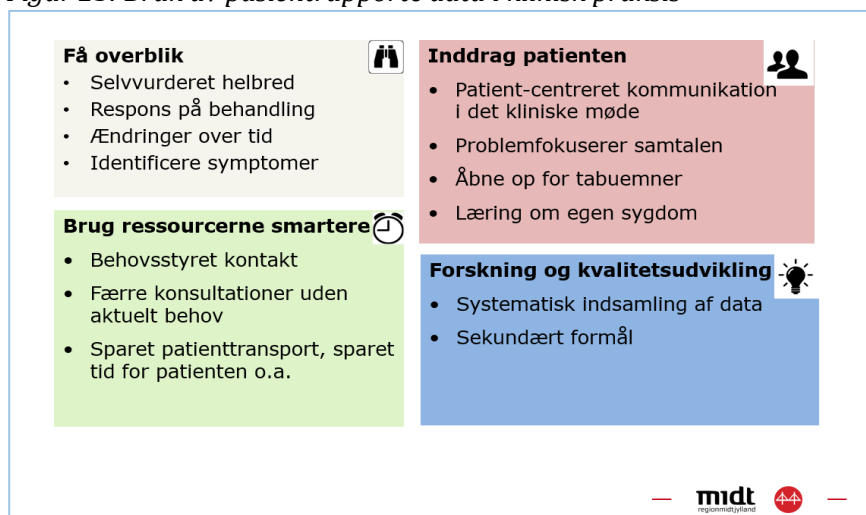 Få overblik
• Selvvurderet helbred
• Respons på behandling
• Ændringer over tid
• Identificere symptomer
Inddrag patienten
• Patient-centreret kommunikation
i det kliniske møde
• Problemfokuserer samtalen
• Åbne op for tabuemner
• Læring om egen sygdom
Brug ressourcerne smartere
• Behovsstyret kontakt
• Færre konsultationer uden
aktuelt behov
• Sparet patienttransport, sparet
tid for patienten o.a.
Forskning og kvalitetsudvikling
• Systematisk indsamling af data
• Sekundært formål
midt
regionmidtjylland